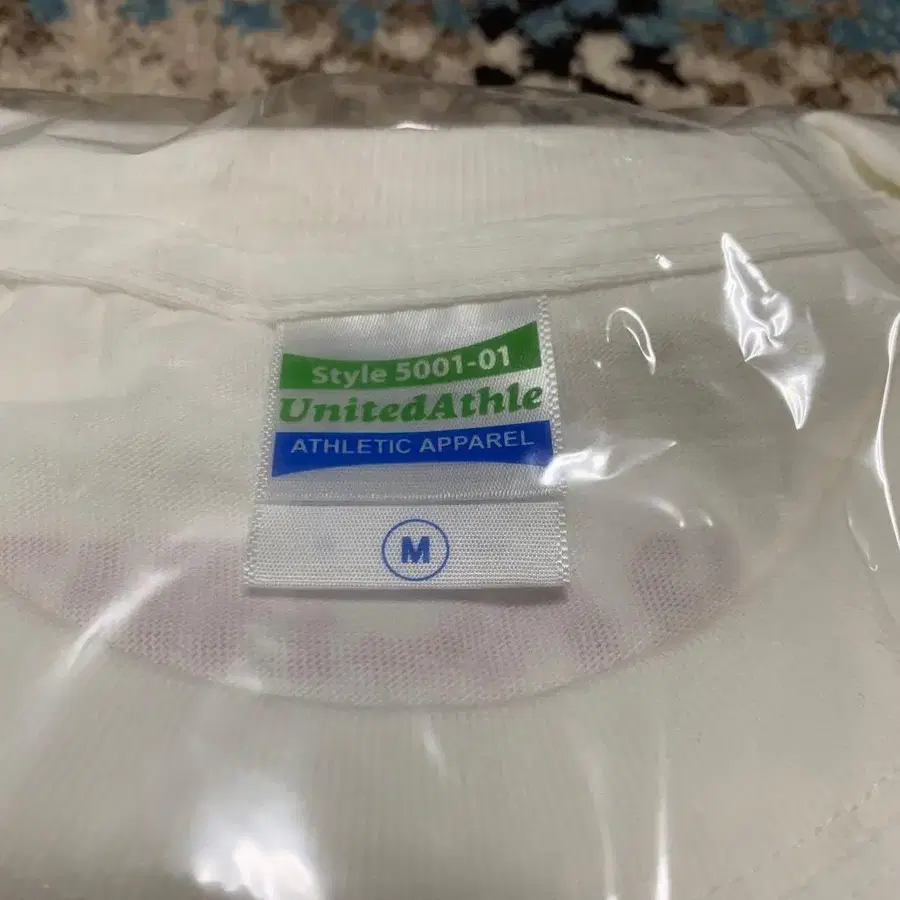 Style 5001-01
UnitedAthle
ATHLETIC APPAREL
M